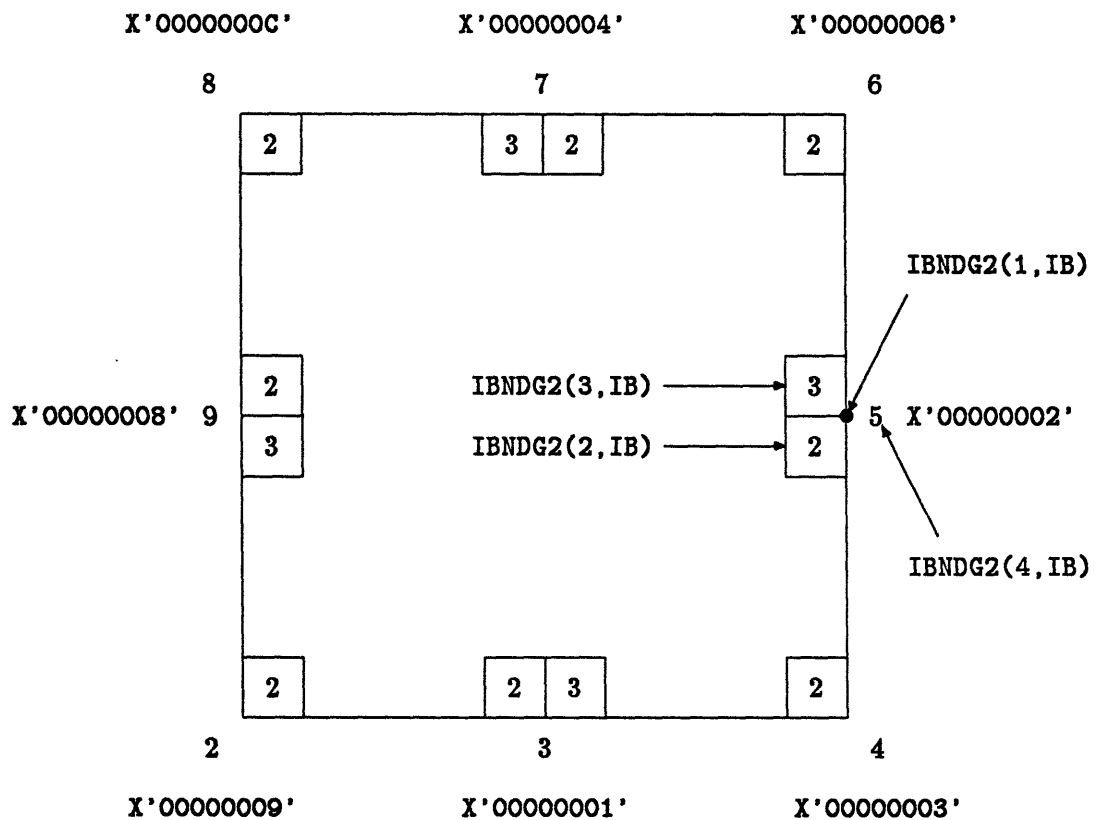 X'0000000C' X'00000004' X'00000006'
8 7 6
2 3 2 2
IBNDG2(1,IB)
2 IBNDG2(3,IB) 3
X'00000008' 9 5 X'00000002'
3 IBNDG2(2,IB) 2
IBNDG2(4,IB)
2 2 3 2
2 3 4
X'00000009' X'00000001' X'00000003'